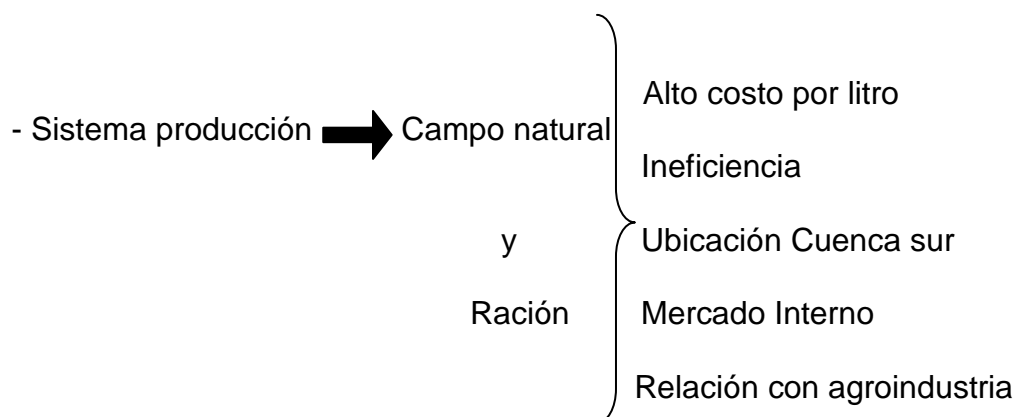 Alto costo por litro
- Sistema producción Campo natural
Ineficiencia
y Ubicación Cuenca sur
Ración Mercado Interno
Relación con agroindustria